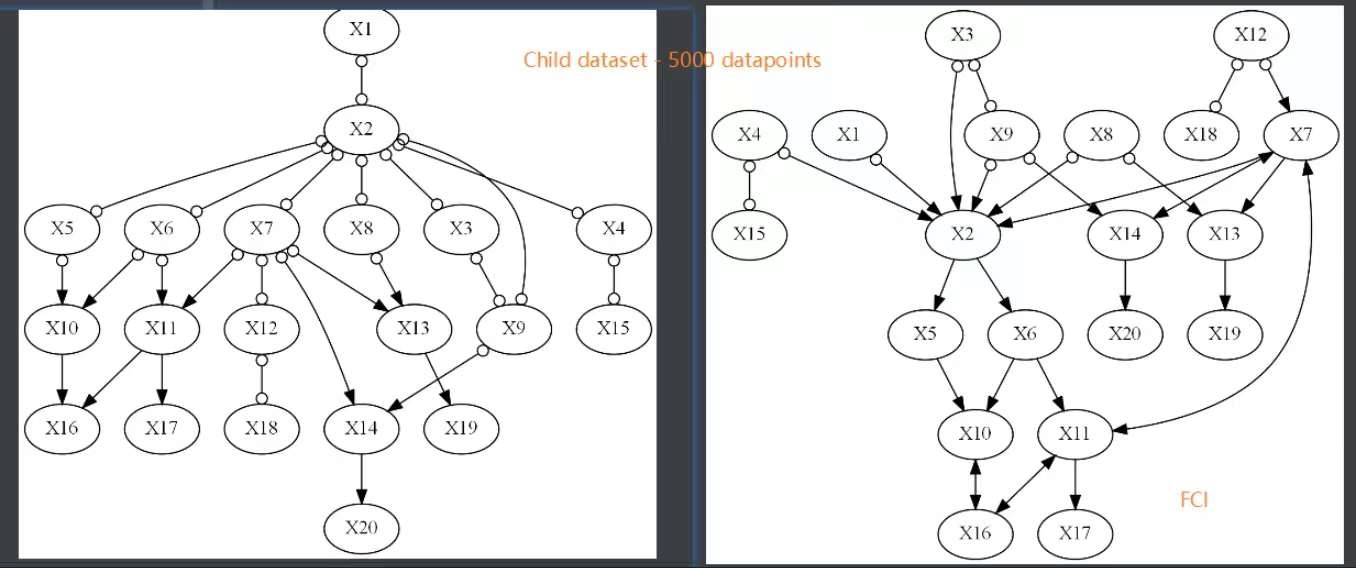 Child dataset - 5000 datapoints
X1
X2
X5 X6 X7 X8 X3 X4
X10 X11 X12 X13 X9 X15
X16 X17 X18 X14 X19
X20
X3 X12
X4 X1 X9 X8 X18 X7
X15 X2 X14 X13
X5 X6 X20 X19
X10 X11
FCI
X16 X17